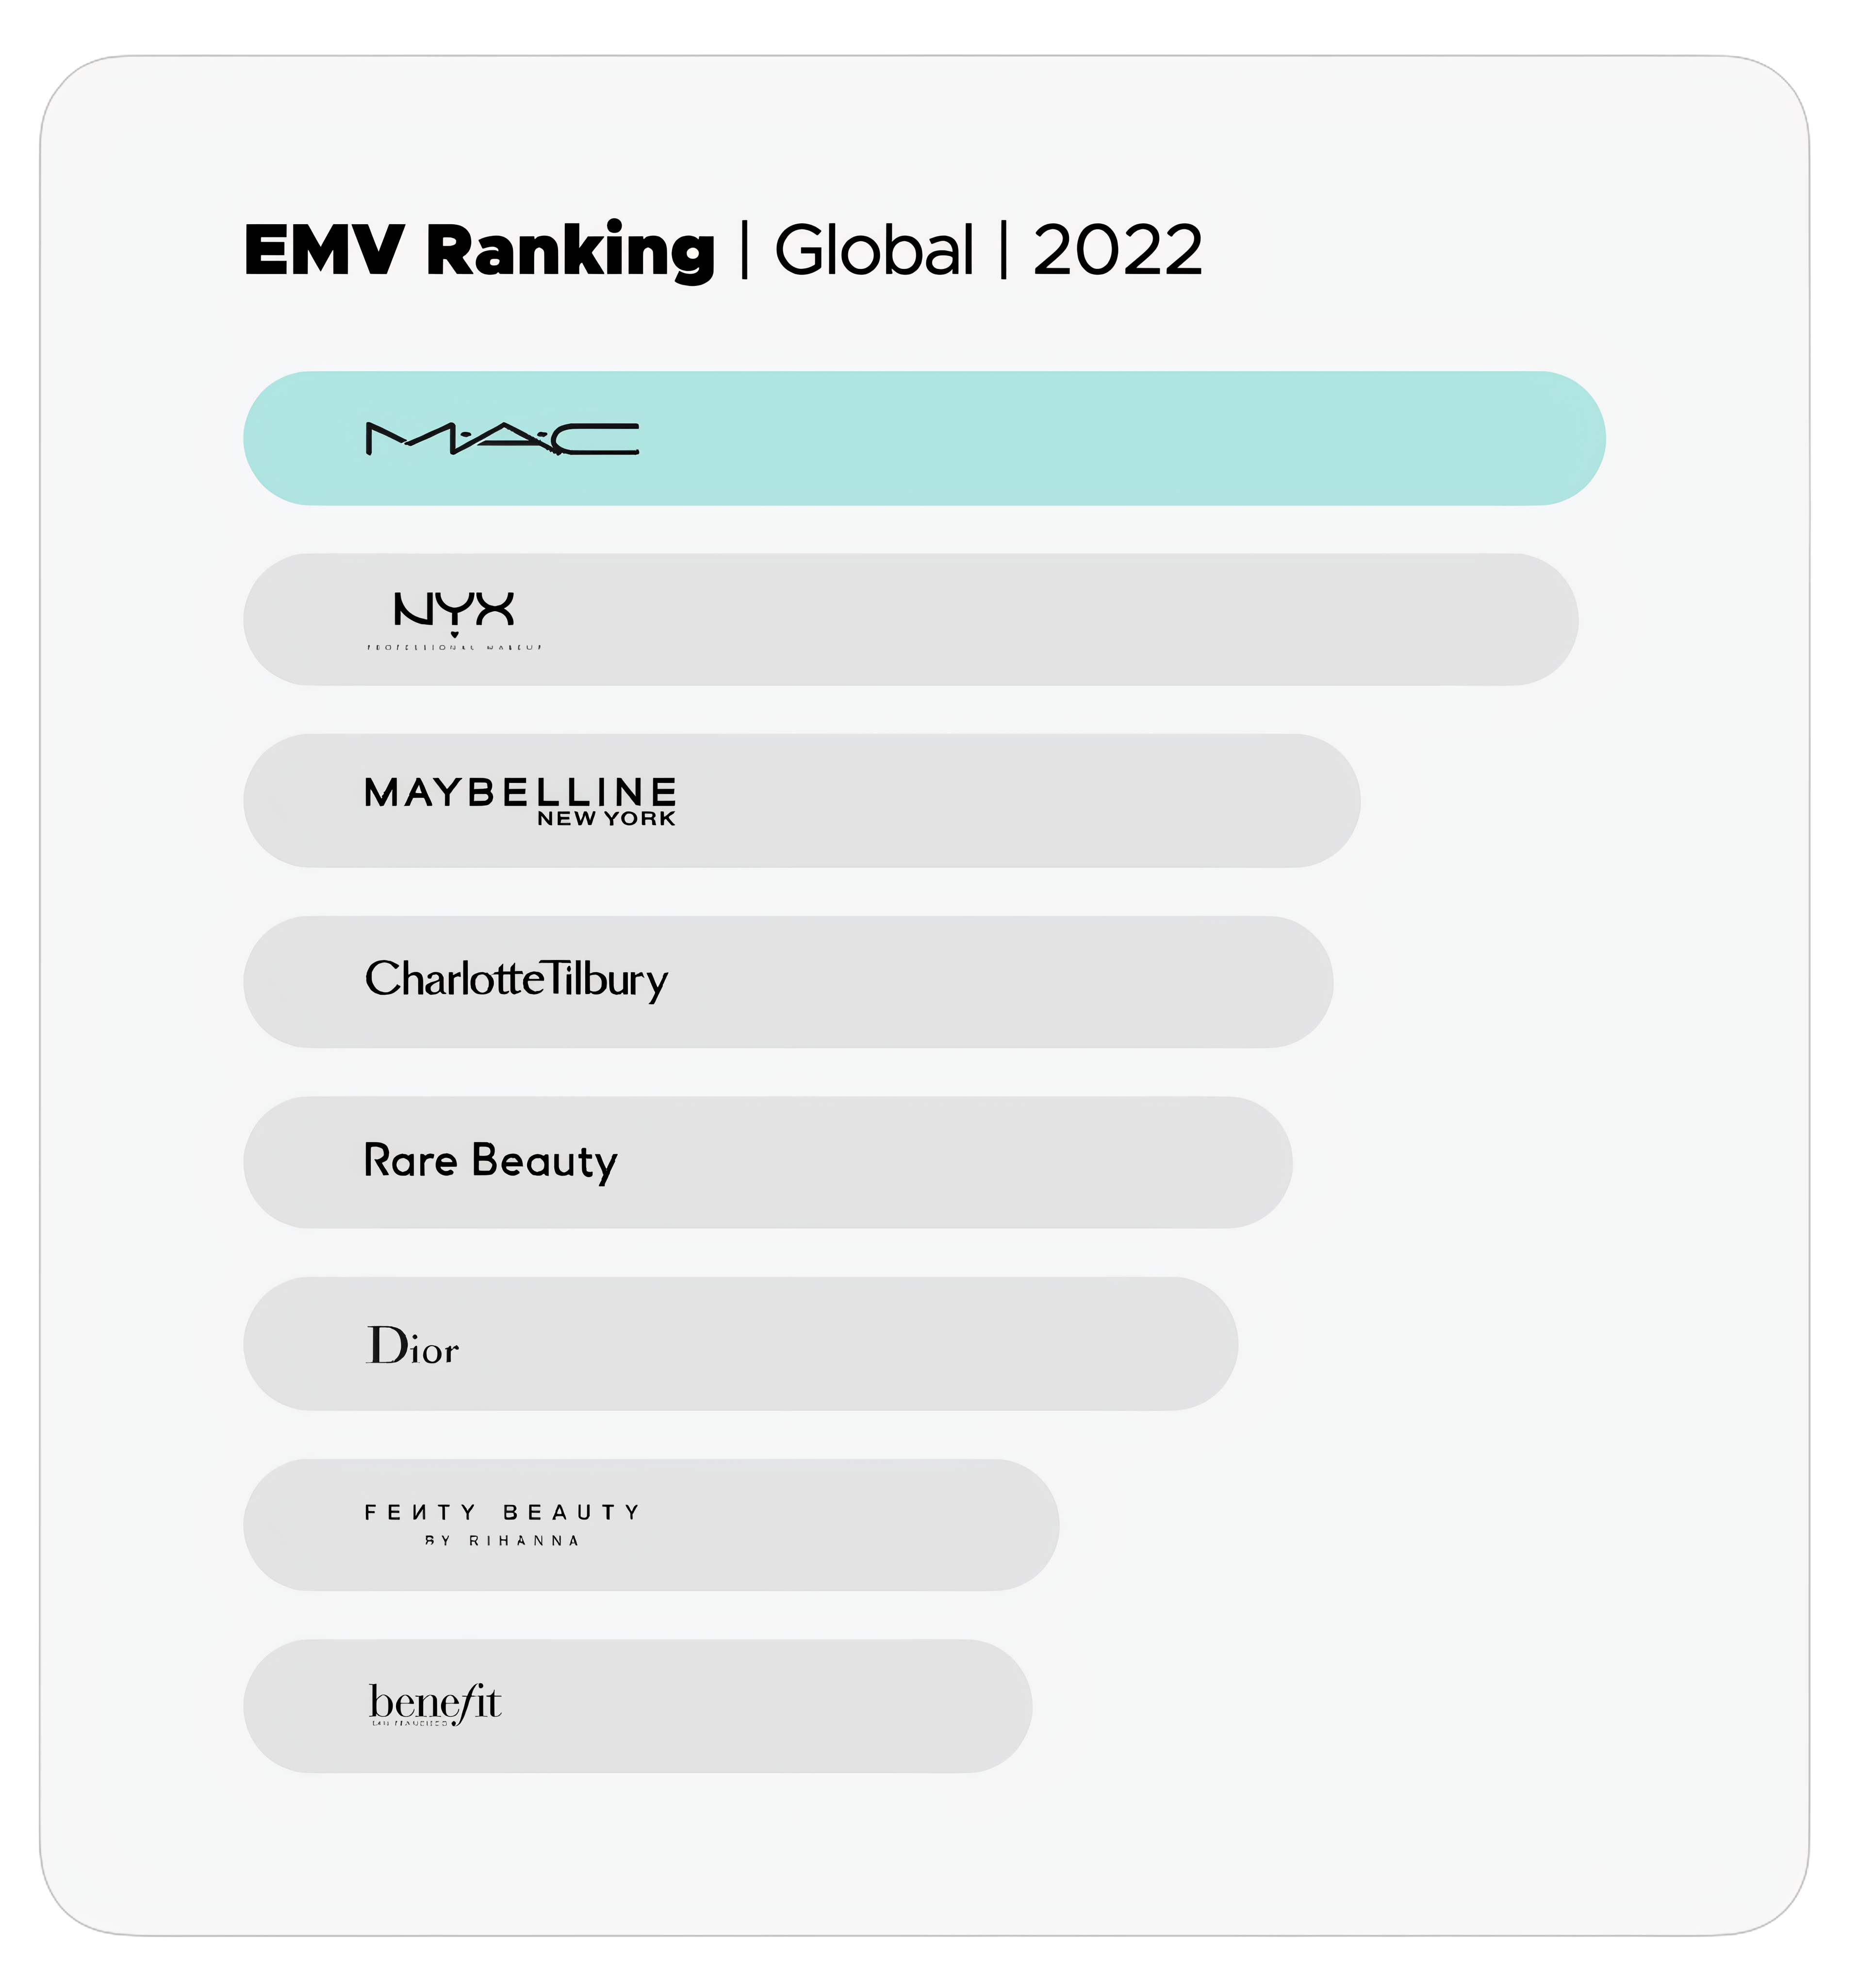 EMV Ranking | Global | 2022
M·A·C
NYX
PROFESSIONAL MAKEUP
MAYBELLINE
NEW YORK
CharlotteTilbury
Rare Beauty
Dior
FENTY BEAUTY
BY RIHANNA
benefit
SAN FRANCISCO